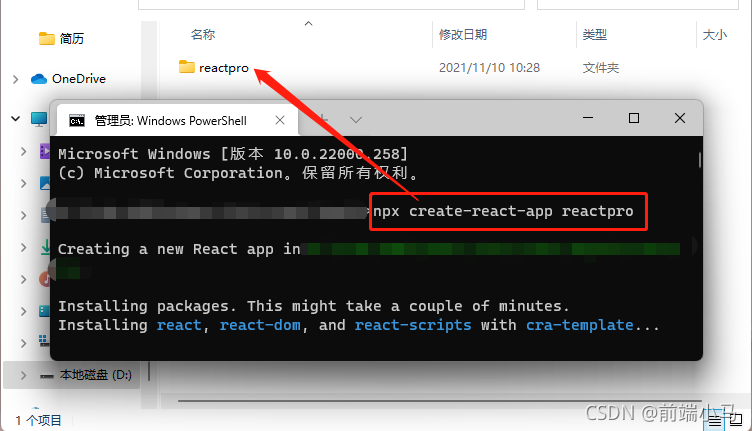 简历
名称
修改日期
类型
大小
OneDrive
reactpro
2021/11/10 10:28
文件夹
管理员: Windows PowerShell
Microsoft Windows [版本 10.0.22000.258]
(c) Microsoft Corporation。保留所有权利。
>npx create-react-app reactpro
Creating a new React app in
Installing packages. This might take a couple of minutes.
Installing react, react-dom, and react-scripts with cra-template...
本地磁盘 (D:)
1 个项目
CSDN @前端小马